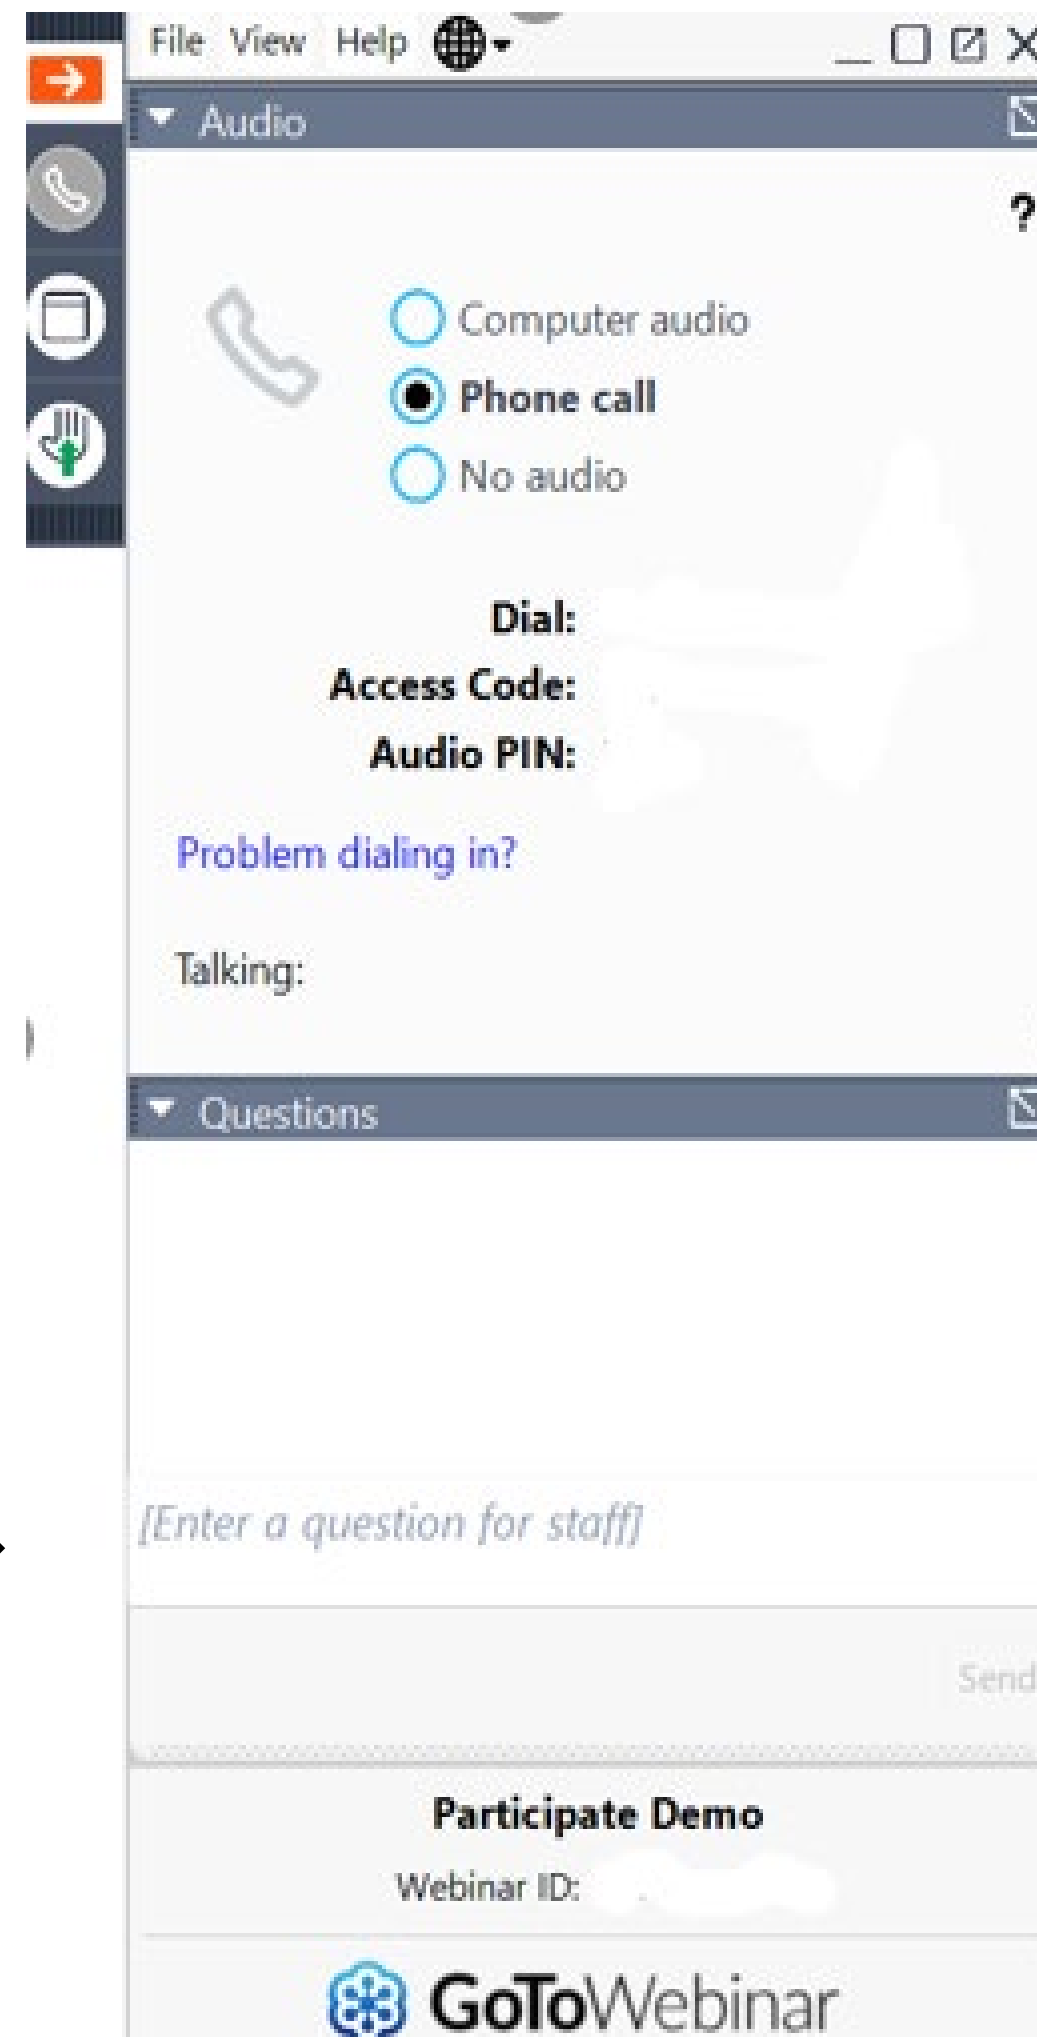 File View Help
Audio
?
Computer audio
Phone call
No audio
Dial:
Access Code:
Audio PIN:
Problem dialing in?
Talking:
Questions
[Enter a question for staff]
Send
Participate Demo
Webinar ID:
GoToWebinar